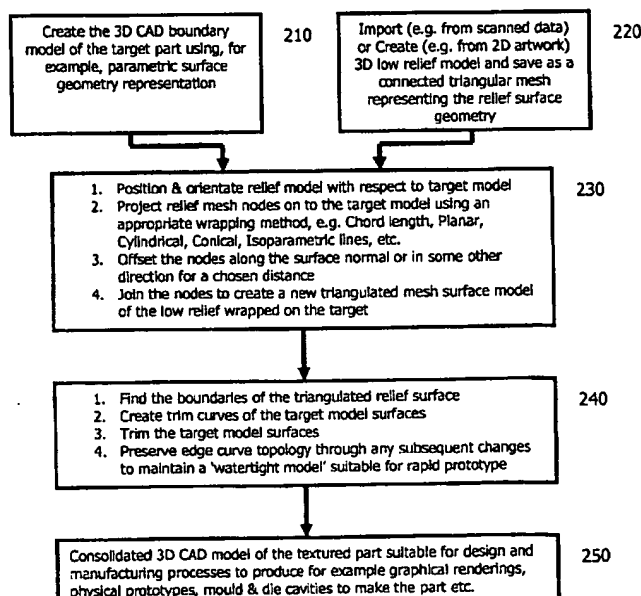 Create the 3D CAD boundary
model of the target part using, for
example, parametric surface
geometry representation
210
Import (e.g. from scanned data)
or Create (e.g. from 2D artwork)
3D low relief model and save as a
connected triangular mesh
representing the relief surface
geometry
220
1. Position & orientate relief model with respect to target model
2. Project relief mesh nodes on to the target model using an
appropriate wrapping method, e.g. Chord length, Planar,
Cylindrical, Conical, Isoparametric lines, etc.
3. Offset the nodes along the surface normal or in some other
direction for a chosen distance
4. Join the nodes to create a new triangulated mesh surface model
of the low relief wrapped on the target
230
1. Find the boundaries of the triangulated relief surface
2. Create trim curves of the target model surfaces
3. Trim the target model surfaces
4. Preserve edge curve topology through any subsequent changes
to maintain a 'watertight model' suitable for rapid prototype
240
Consolidated 3D CAD model of the textured part suitable for design and
manufacturing processes to produce for example graphical renderings,
physical prototypes, mould & die cavities to make the part etc.
250